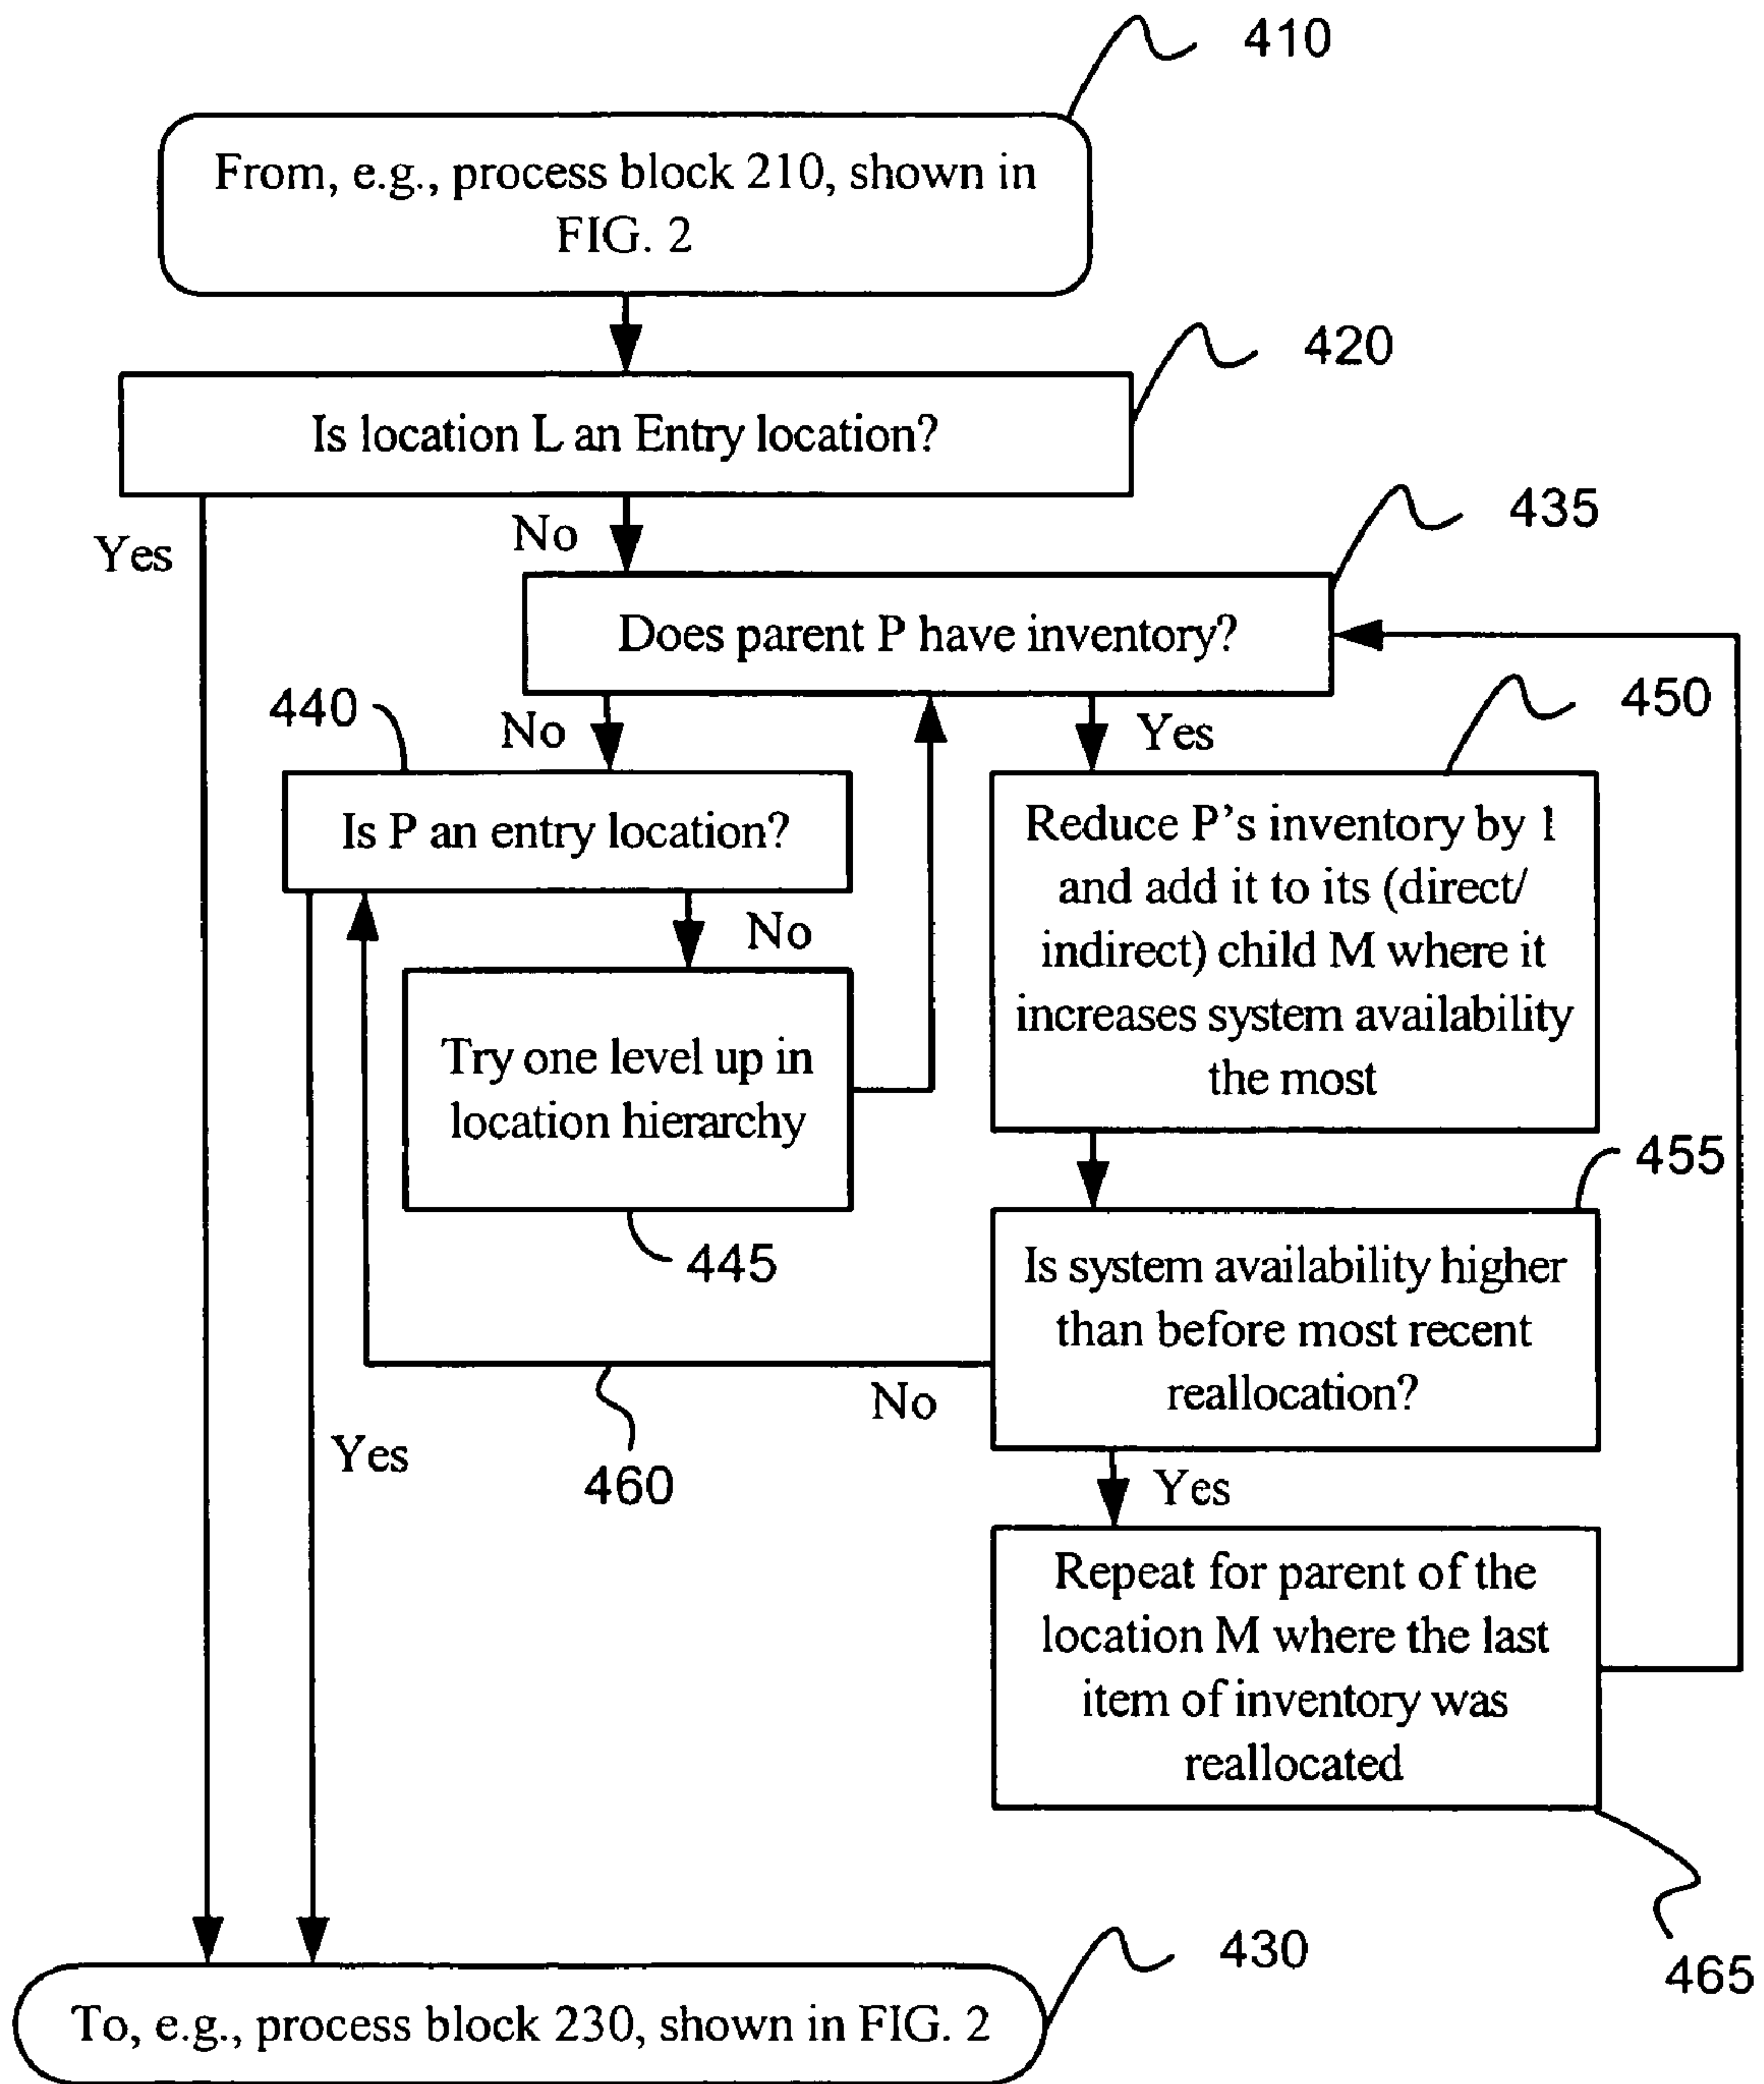 410
From, e.g., process block 210, shown in
FIG. 2
420
Is location L an Entry location?
Yes
No
435
Does parent P have inventory?
440
No
Yes
450
Is P an entry location?
Reduce P's inventory by 1
and add it to its (direct/
indirect) child M where it
increases system availability
the most
No
Try one level up in
location hierarchy
445
455
Is system availability higher
than before most recent
reallocation?
No
460
Yes
Yes
Repeat for parent of the
location M where the last
item of inventory was
reallocated
465
430
To, e.g., process block 230, shown in FIG. 2